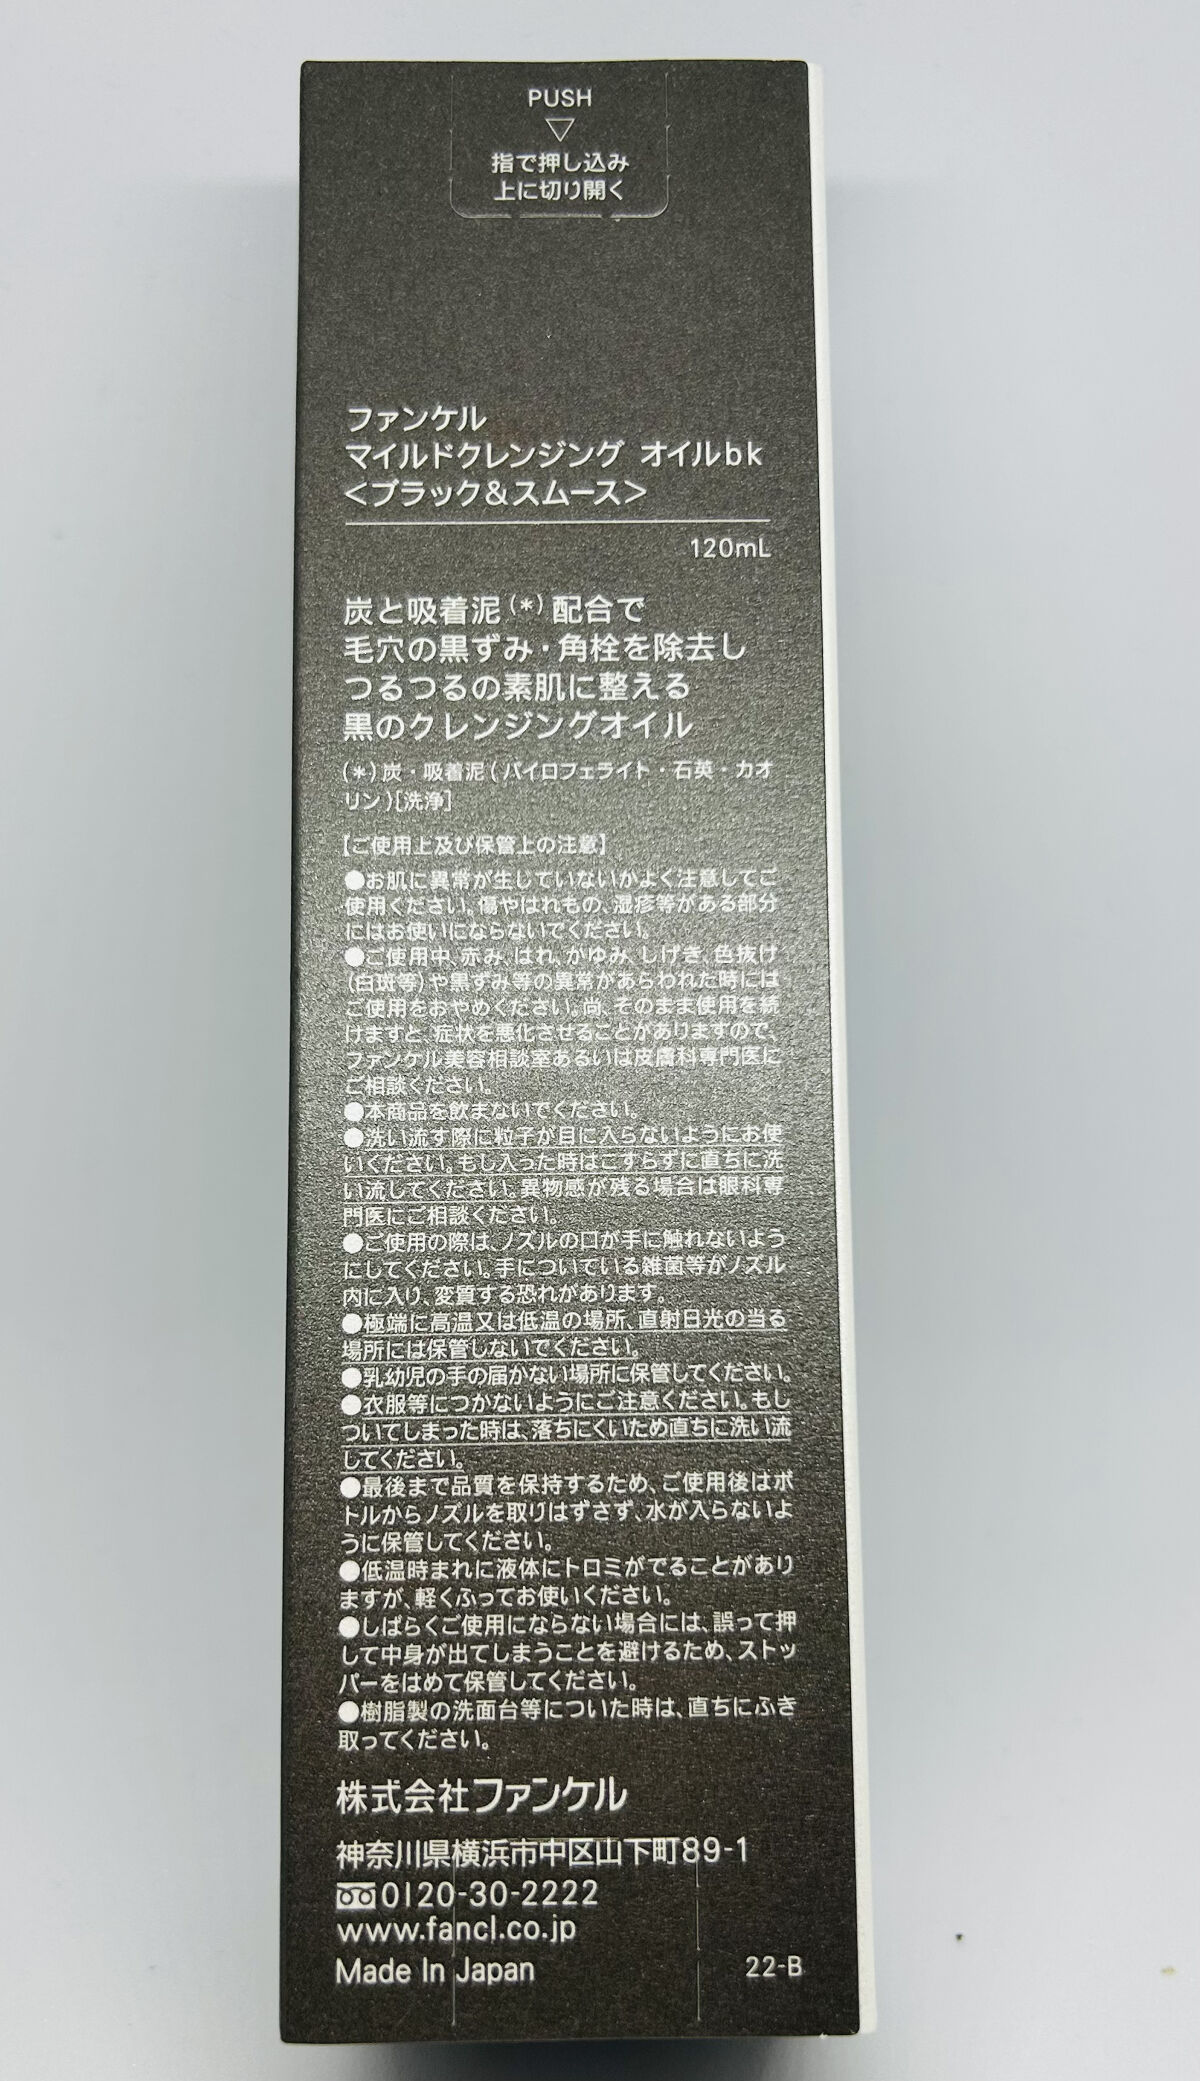 PUSH
指で押し込み
上に切り開く
ファンケル
マイルドクレンジング オイルbk
＜ブラック＆スムース＞
120mL
炭と吸着泥(*)配合で
毛穴の黒ずみ・角栓を除去し
つるつるの素肌に整える
黒のクレンジングオイル
(*)炭・吸着泥(パイロフェライト・石英・カオ
リン)[洗浄]
【ご使用上及び保管上の注意】
●お肌に異常が生じていないかよく注意してご
使用ください。傷やはれもの、湿疹等がある部分
にはお使いにならないでください。
●ご使用中、赤み、はれ、かゆみ、しげき、色抜け
(白斑等)や黒ずみ等の異常があらわれた時には
ご使用をおやめください。尚、そのまま使用を続
けますと、症状を悪化させることがありますので、
ファンケル美容相談室あるいは皮膚科専門医に
ご相談ください。
●本商品を飲まないでください。
●洗い流す際に粒子が目に入らないようにお使
いください。もし入った時はこすらずに直ちに洗
い流してください。異物感が残る場合は眼科専
門医にご相談ください。
●ご使用の際は、ノズルの口が手に触れないよう
にしてください。手についている雑菌等がノズル
内に入り、変質する恐れがあります。
●極端に高温又は低温の場所、直射日光の当る
場所には保管しないでください。
●乳幼児の手の届かない場所に保管してください。
●衣服等につかないようにご注意ください。もし
ついてしまった時は、落ちにくいため直ちに洗い流
してください。
●最後まで品質を保持するため、ご使用後はボ
トルからノズルを取りはずさず、水が入らないよ
うに保管してください。
●低温時まれに液体にトロミがでることがあり
ますが、軽くふってお使いください。
●しばらくご使用にならない場合には、誤って押
して中身が出てしまうことを避けるため、ストッ
パーをはめて保管してください。
●樹脂製の洗面台等についた時は、直ちにふき
取ってください。
株式会社ファンケル
神奈川県横浜市中区山下町89-1
0120-30-2222
www.fancl.co.jp
Made In Japan
22-B